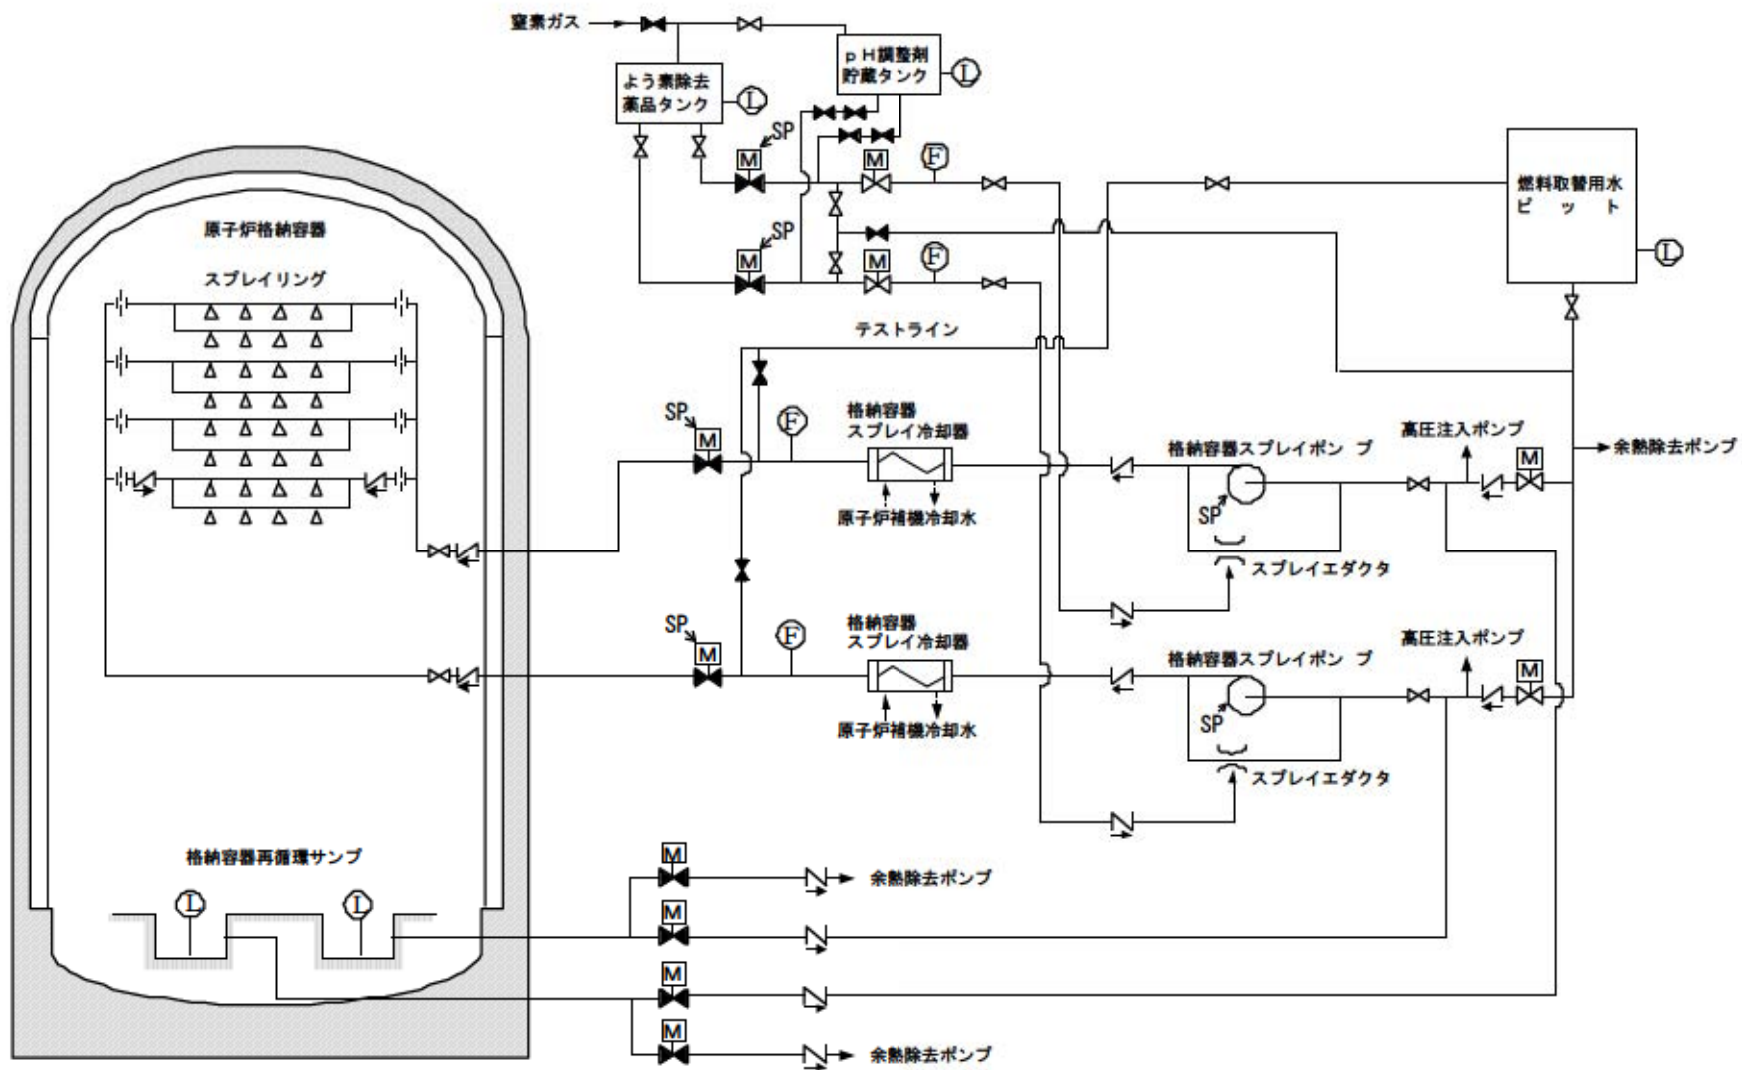 窒素ガス
よう素除去
薬品タンク
L
pH調整剤
貯蔵タンク
L
SP
M
M
F
SP
M
M
F
燃料取替用水
ピット
L
原子炉格納容器
スプレイリング
テストライン
SP
M
F
格納容器
スプレイ冷却器
原子炉補機冷却水
格納容器スプレイポンプ
SP
スプレイエダクタ
高圧注入ポンプ
M
余熱除去ポンプ
SP
M
F
格納容器
スプレイ冷却器
原子炉補機冷却水
格納容器スプレイポンプ
SP
スプレイエダクタ
高圧注入ポンプ
M
格納容器再循環サンプ
L
L
M
余熱除去ポンプ
M
M
M
余熱除去ポンプ